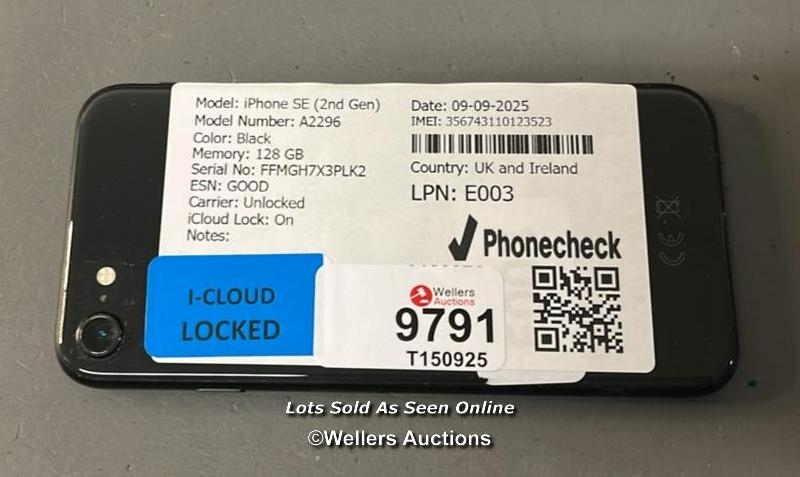 Model: iPhone SE (2nd Gen)
Model Number: A2296
Color: Black
Memory: 128 GB
Serial No: FFMGH7X3PLK2
ESN: GOOD
Carrier: Unlocked
iCloud Lock: On
Notes:
Date: 09-09-2025
IMEI: 356743110123523
Country: UK and Ireland
LPN: E003
Phonecheck
I-CLOUD
LOCKED
Wellers
Auctions
9791
T150925
CE
Lots Sold As Seen Online
©Wellers Auctions